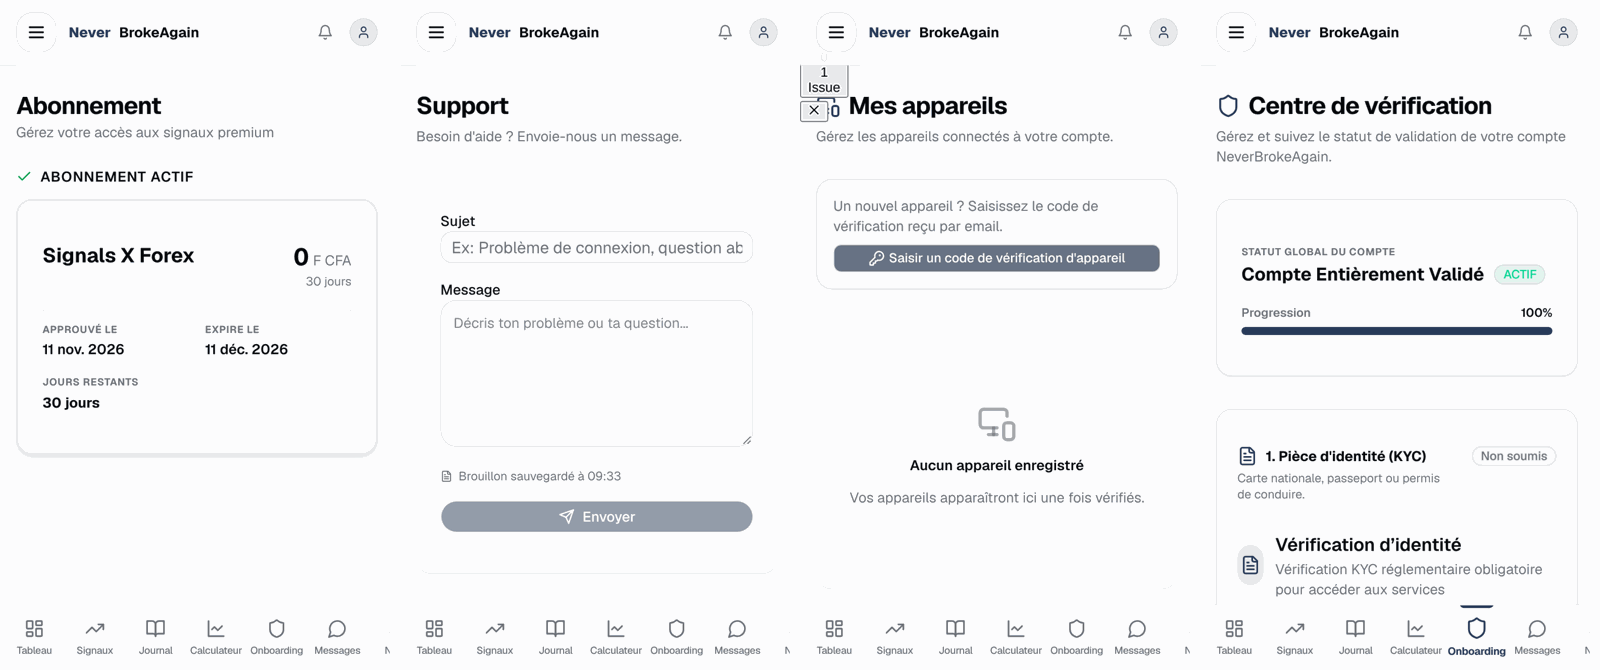 Never BrokeAgain
Abonnement
Gérez votre accès aux signaux premium
ABONNEMENT ACTIF
Signals X Forex
0 F CFA
30 jours
APPROUVÉ LE
11 nov. 2026
EXPIRE LE
11 déc. 2026
JOURS RESTANTS
30 jours
Tableau
Signaux
Journal
Calculateur
Onboarding
Messages
N
Never BrokeAgain
Support
Besoin d'aide ? Envoie-nous un message.
Sujet
Ex: Problème de connexion, question ab
Message
Décris ton problème ou ta question...
Brouillon sauvegardé à 09:33
Envoyer
Tableau
Signaux
Journal
Calculateur
Onboarding
Messages
N
Never BrokeAgain
1
Issue
Mes appareils
Gérez les appareils connectés à votre compte.
Un nouvel appareil ? Saisissez le code de
vérification reçu par email.
Saisir un code de vérification d'appareil
Aucun appareil enregistré
Vos appareils apparaîtront ici une fois vérifiés.
Tableau
Signaux
Journal
Calculateur
Onboarding
Messages
N
Never BrokeAgain
Centre de vérification
Gérez et suivez le statut de validation de votre compte
NeverBrokeAgain.
STATUT GLOBAL DU COMPTE
Compte Entièrement Validé
ACTIF
Progression
100%
1. Pièce d'identité (KYC)
Non soumis
Carte nationale, passeport ou permis
de conduire.
Vérification d’identité
Vérification KYC réglementaire obligatoire
pour accéder aux services
Tableau
Signaux
Journal
Calculateur
Onboarding
Messages
N